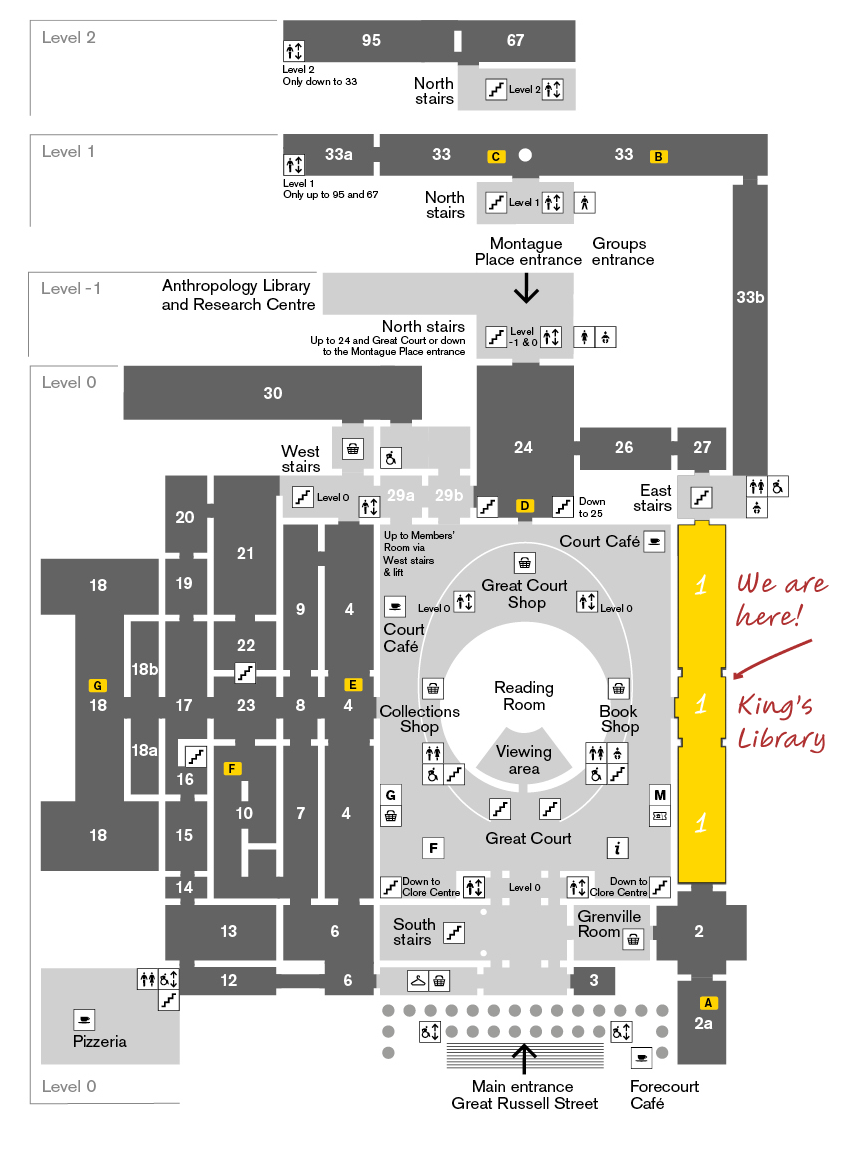 Level 2
95
67
Level 2
Only down to 33
North
stairs
Level 2
Level 1
33a
33
C
33
B
Level 1
Only up to 95 and 67
North
stairs
Level 1
Montague
Place entrance
Groups
entrance
33b
Level -1
Anthropology Library
and Research Centre
North stairs
Up to 24 and Great Court or down
to the Montague Place entrance
Level
-1 & 0
Level 0
30
24
26
27
West
stairs
Level 0
29a
29b
D
Down
to 25
East
stairs
20
21
19
18
9
4
22
18b
Up to Members'
Room via
West stairs
& lift
Court Café
Great Court
Shop
Level 0
Level 0
Court
Café
1
We are
here!
G
18
17
23
8
E
4
Collections
Shop
Reading
Room
Book
Shop
1
King's
Library
18a
16
F
Viewing
area
10
7
4
G
M
1
18
15
Great Court
F
i
14
Down to
Clore Centre
Level 0
Down to
Clore Centre
13
6
South
stairs
Grenville
Room
2
12
6
3
A
2a
Pizzeria
Level 0
Main entrance
Great Russell Street
Forecourt
Café